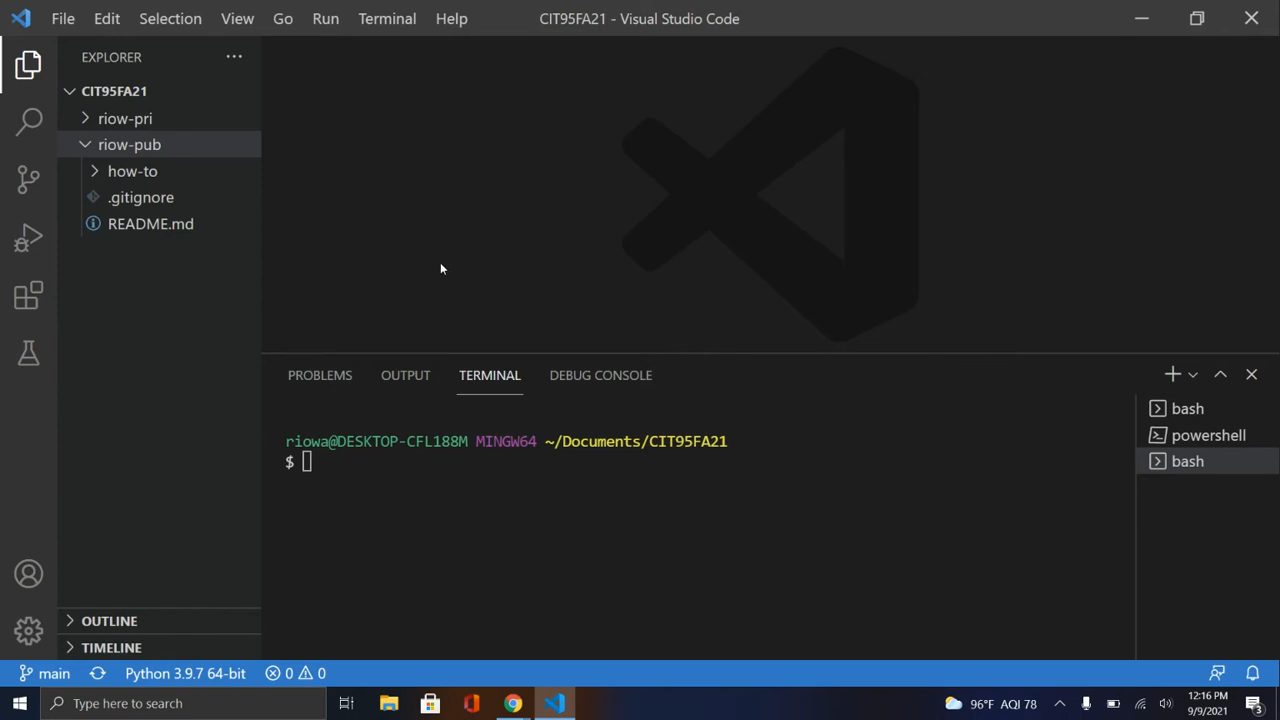 File Edit Selection View Go Run Terminal Help CIT95FA21 - Visual Studio Code
EXPLORER
CIT95FA21
riow-pri
riow-pub
how-to
.gitignore
README.md
PROBLEMS OUTPUT TERMINAL DEBUG CONSOLE
riowa@DESKTOP-CFL188M MINGW64 ~/Documents/CIT95FA21
$
bash
powershell
bash
OUTLINE
TIMELINE
main Python 3.9.7 64-bit 0 0
Type here to search
96°F AQI 78
12:16 PM
9/9/2021
3